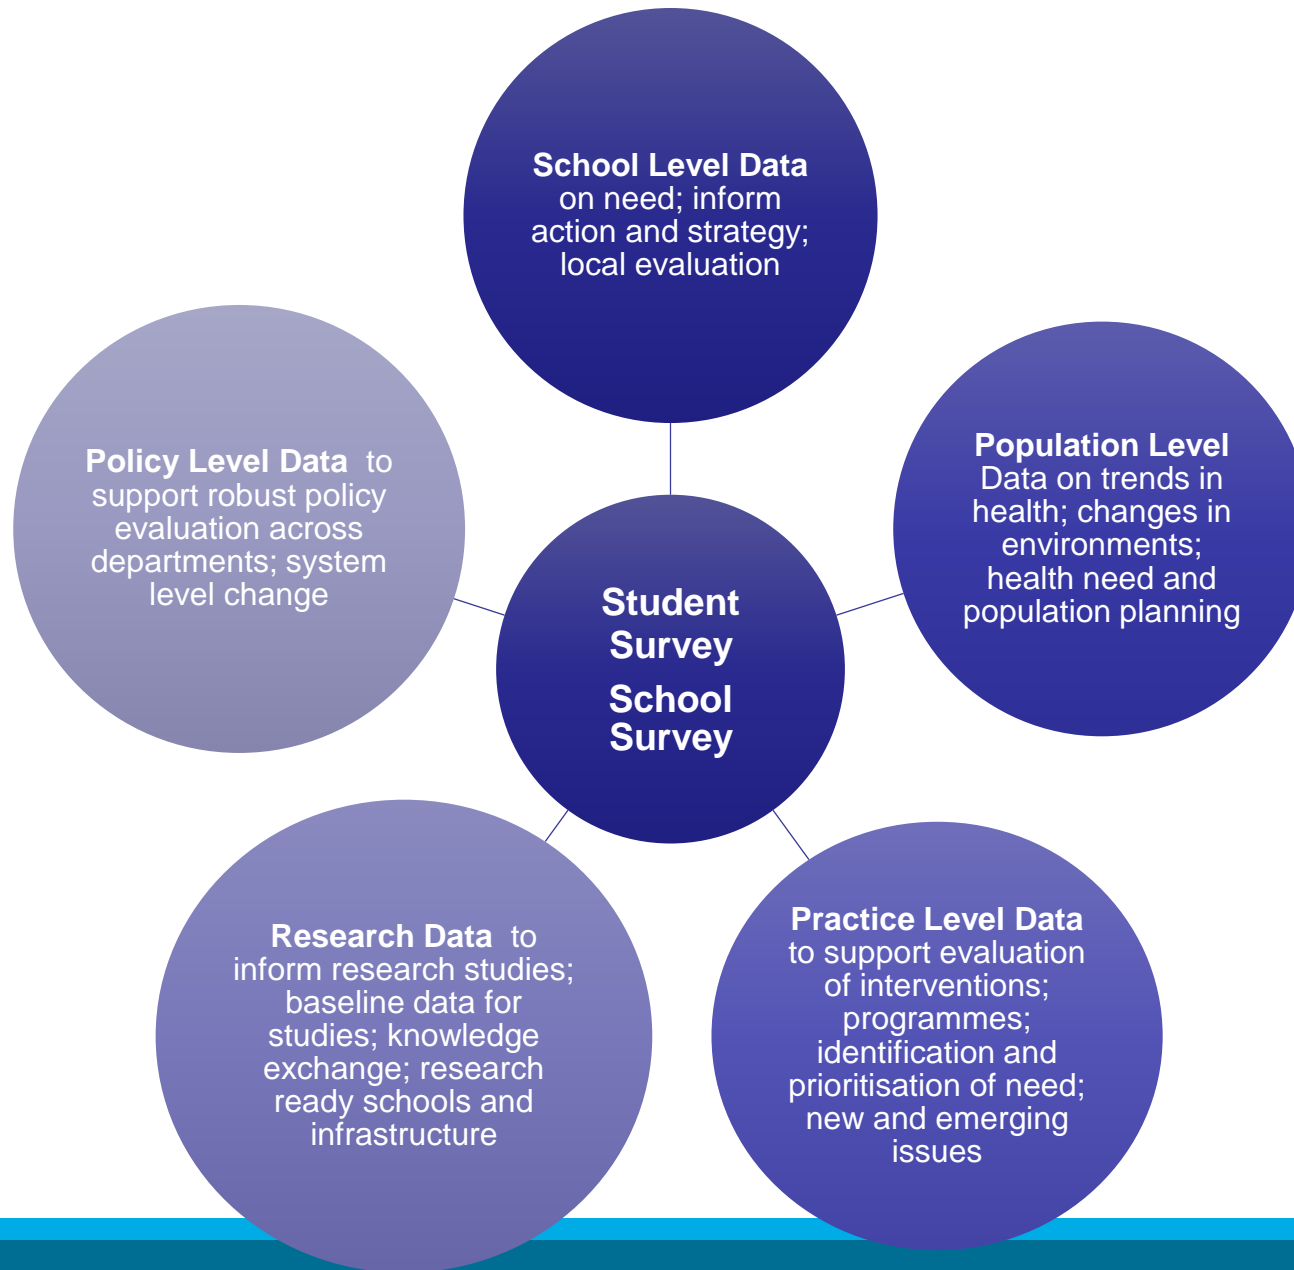 School Level Data
on need; inform
action and strategy;
local evaluation
Population Level
Data on trends in
health; changes in
environments;
health need and
population planning
Practice Level Data
to support evaluation
of interventions;
programmes;
identification and
prioritisation of need;
new and emerging
issues
Research Data to
inform research studies;
baseline data for
studies; knowledge
exchange; research
ready schools and
infrastructure
Policy Level Data to
support robust policy
evaluation across
departments; system
level change
Student
Survey
School
Survey